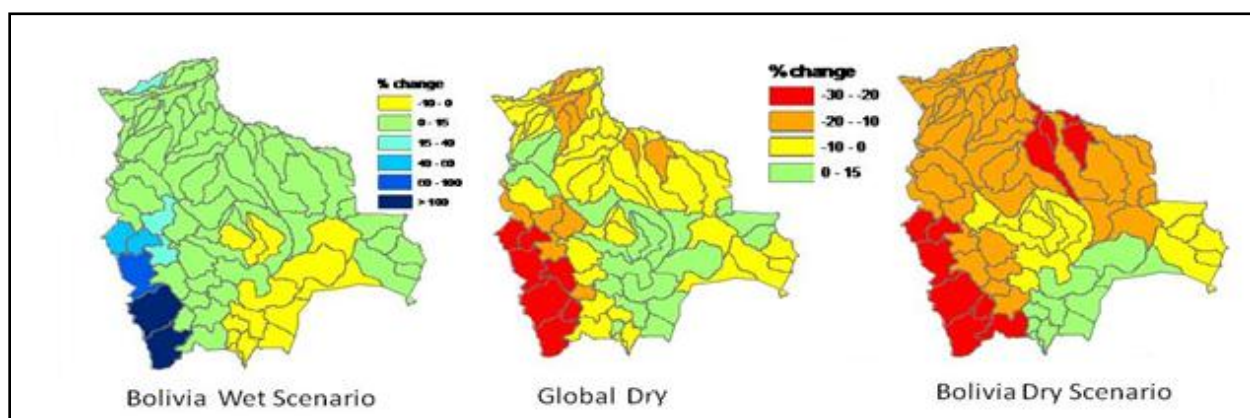 % change
-10 - 0
0 - 15
15 - 40
40 - 60
60 - 100
> 100
% change
-30 - -20
-20 - -10
-10 - 0
0 - 15
Bolivia Wet Scenario
Global Dry
Bolivia Dry Scenario